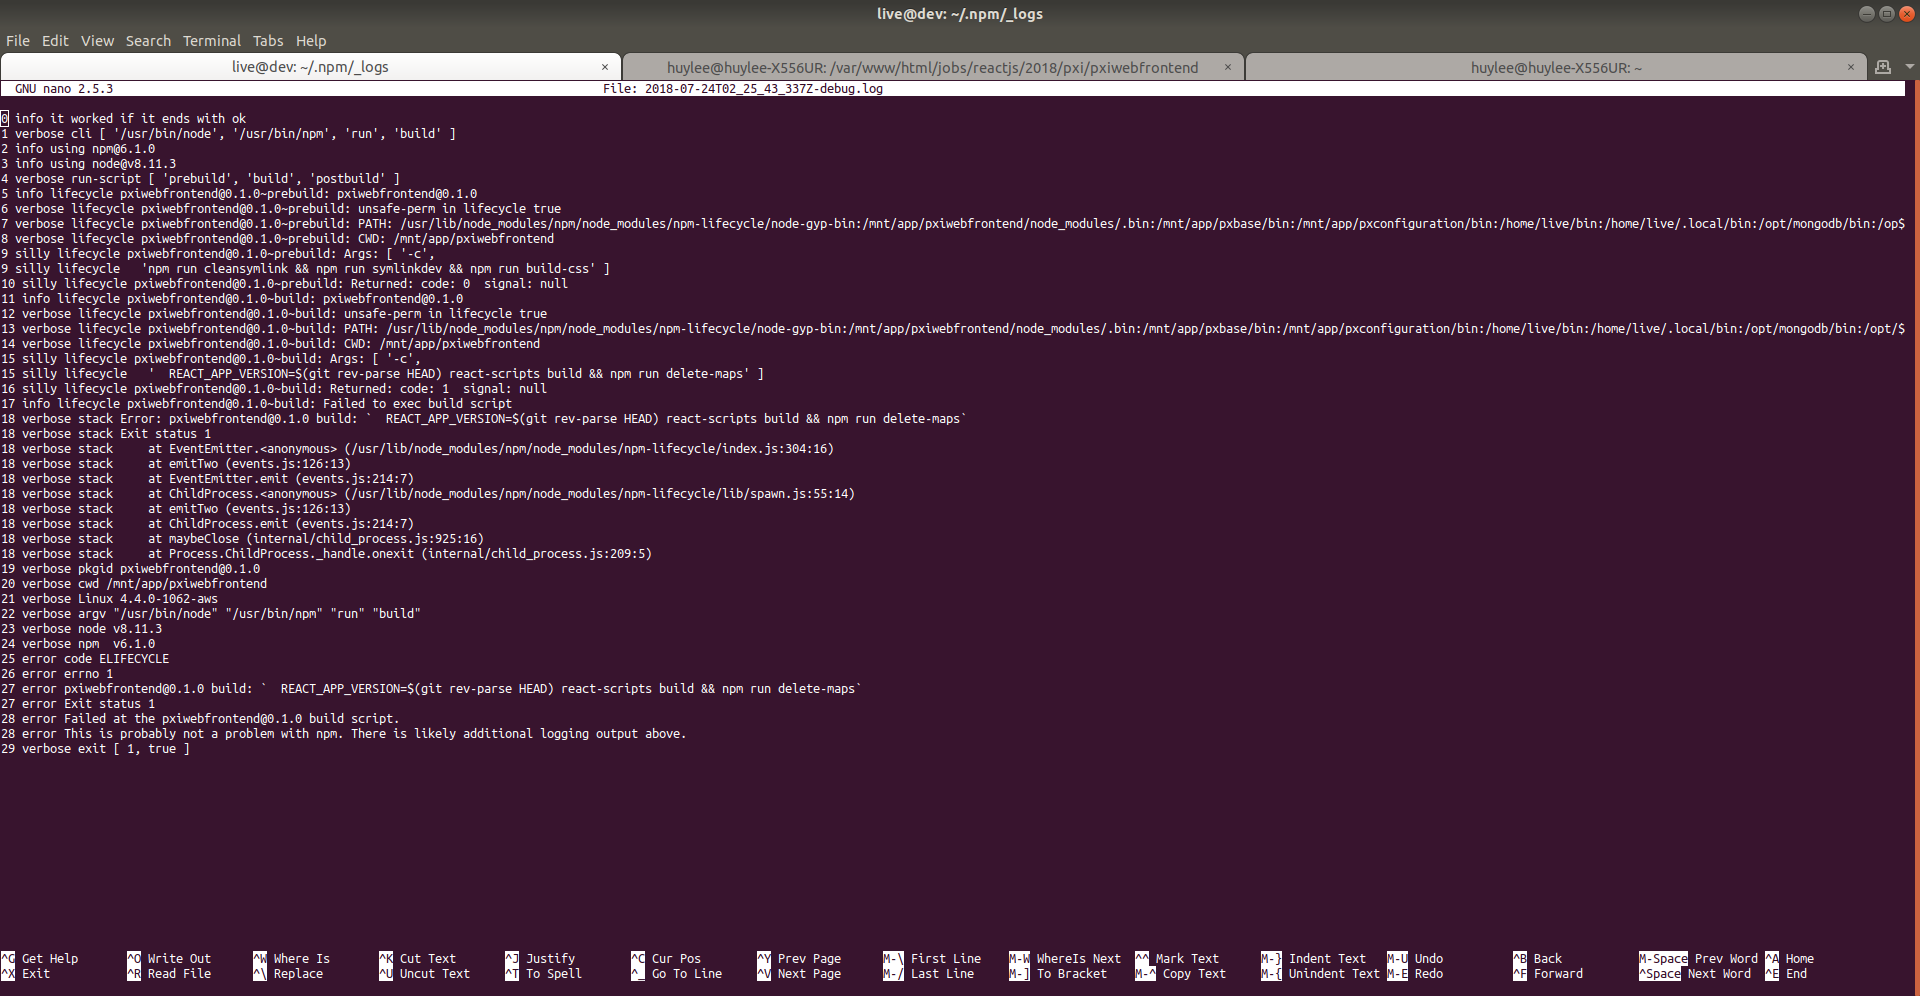 live@dev: ~/.npm/_logs
File Edit View Search Terminal Tabs Help
live@dev: ~/.npm/_logs × huylee@huylee-X556UR: /var/www/html/jobs/reactjs/2018/pxi/pxiwebfrontend × huylee@huylee-X556UR: ~ ×
GNU nano 2.5.3 File: 2018-07-24T02_25_43_337Z-debug.log
0 info it worked if it ends with ok
1 verbose cli [ '/usr/bin/node', '/usr/bin/npm', 'run', 'build' ]
2 info using npm@6.1.0
3 info using node@v8.11.3
4 verbose run-script [ 'prebuild', 'build', 'postbuild' ]
5 info lifecycle pxiwebfrontend@0.1.0~prebuild: pxiwebfrontend@0.1.0
6 verbose lifecycle pxiwebfrontend@0.1.0~prebuild: unsafe-perm in lifecycle true
7 verbose lifecycle pxiwebfrontend@0.1.0~prebuild: PATH: /usr/lib/node_modules/npm/node_modules/npm-lifecycle/node-gyp-bin:/mnt/app/pxiwebfrontend/node_modules/.bin:/mnt/app/pxbase/bin:/mnt/app/pxconfiguration/bin:/home/live/bin:/home/live/.local/bin:/opt/mongodb/bin:/op$
8 verbose lifecycle pxiwebfrontend@0.1.0~prebuild: CWD: /mnt/app/pxiwebfrontend
9 silly lifecycle pxiwebfrontend@0.1.0~prebuild: Args: [ '-c',
9 silly lifecycle   'npm run cleansymlink && npm run symlinkdev && npm run build-css' ]
10 silly lifecycle pxiwebfrontend@0.1.0~prebuild: Returned: code: 0  signal: null
11 info lifecycle pxiwebfrontend@0.1.0~build: pxiwebfrontend@0.1.0
12 verbose lifecycle pxiwebfrontend@0.1.0~build: unsafe-perm in lifecycle true
13 verbose lifecycle pxiwebfrontend@0.1.0~build: PATH: /usr/lib/node_modules/npm/node_modules/npm-lifecycle/node-gyp-bin:/mnt/app/pxiwebfrontend/node_modules/.bin:/mnt/app/pxbase/bin:/mnt/app/pxconfiguration/bin:/home/live/bin:/home/live/.local/bin:/opt/mongodb/bin:/opt/$
14 verbose lifecycle pxiwebfrontend@0.1.0~build: CWD: /mnt/app/pxiwebfrontend
15 silly lifecycle pxiwebfrontend@0.1.0~build: Args: [ '-c',
15 silly lifecycle   '  REACT_APP_VERSION=$(git rev-parse HEAD) react-scripts build && npm run delete-maps' ]
16 silly lifecycle pxiwebfrontend@0.1.0~build: Returned: code: 1  signal: null
17 info lifecycle pxiwebfrontend@0.1.0~build: Failed to exec build script
18 verbose stack Error: pxiwebfrontend@0.1.0 build: `  REACT_APP_VERSION=$(git rev-parse HEAD) react-scripts build && npm run delete-maps`
18 verbose stack Exit status 1
18 verbose stack     at EventEmitter.<anonymous> (/usr/lib/node_modules/npm/node_modules/npm-lifecycle/index.js:304:16)
18 verbose stack     at emitTwo (events.js:126:13)
18 verbose stack     at EventEmitter.emit (events.js:214:7)
18 verbose stack     at ChildProcess.<anonymous> (/usr/lib/node_modules/npm/node_modules/npm-lifecycle/lib/spawn.js:55:14)
18 verbose stack     at emitTwo (events.js:126:13)
18 verbose stack     at ChildProcess.emit (events.js:214:7)
18 verbose stack     at maybeClose (internal/child_process.js:925:16)
18 verbose stack     at Process.ChildProcess._handle.onexit (internal/child_process.js:209:5)
19 verbose pkgid pxiwebfrontend@0.1.0
20 verbose cwd /mnt/app/pxiwebfrontend
21 verbose Linux 4.4.0-1062-aws
22 verbose argv "/usr/bin/node" "/usr/bin/npm" "run" "build"
23 verbose node v8.11.3
24 verbose npm  v6.1.0
25 error code ELIFECYCLE
26 error errno 1
27 error pxiwebfrontend@0.1.0 build: `  REACT_APP_VERSION=$(git rev-parse HEAD) react-scripts build && npm run delete-maps`
27 error Exit status 1
28 error Failed at the pxiwebfrontend@0.1.0 build script.
28 error This is probably not a problem with npm. There is likely additional logging output above.
29 verbose exit [ 1, true ]
^G Get Help ^O Write Out ^W Where Is ^K Cut Text ^J Justify ^C Cur Pos ^Y Prev Page M-\ First Line M-W WhereIs Next ^^ Mark Text M-} Indent Text M-U Undo ^B Back M-Space Prev Word ^A Home
^X Exit ^R Read File ^\ Replace ^U Uncut Text ^T To Spell ^_ Go To Line ^V Next Page M-/ Last Line M-] To Bracket M-^ Copy Text M-{ Unindent Text M-E Redo ^F Forward ^Space Next Word ^E End